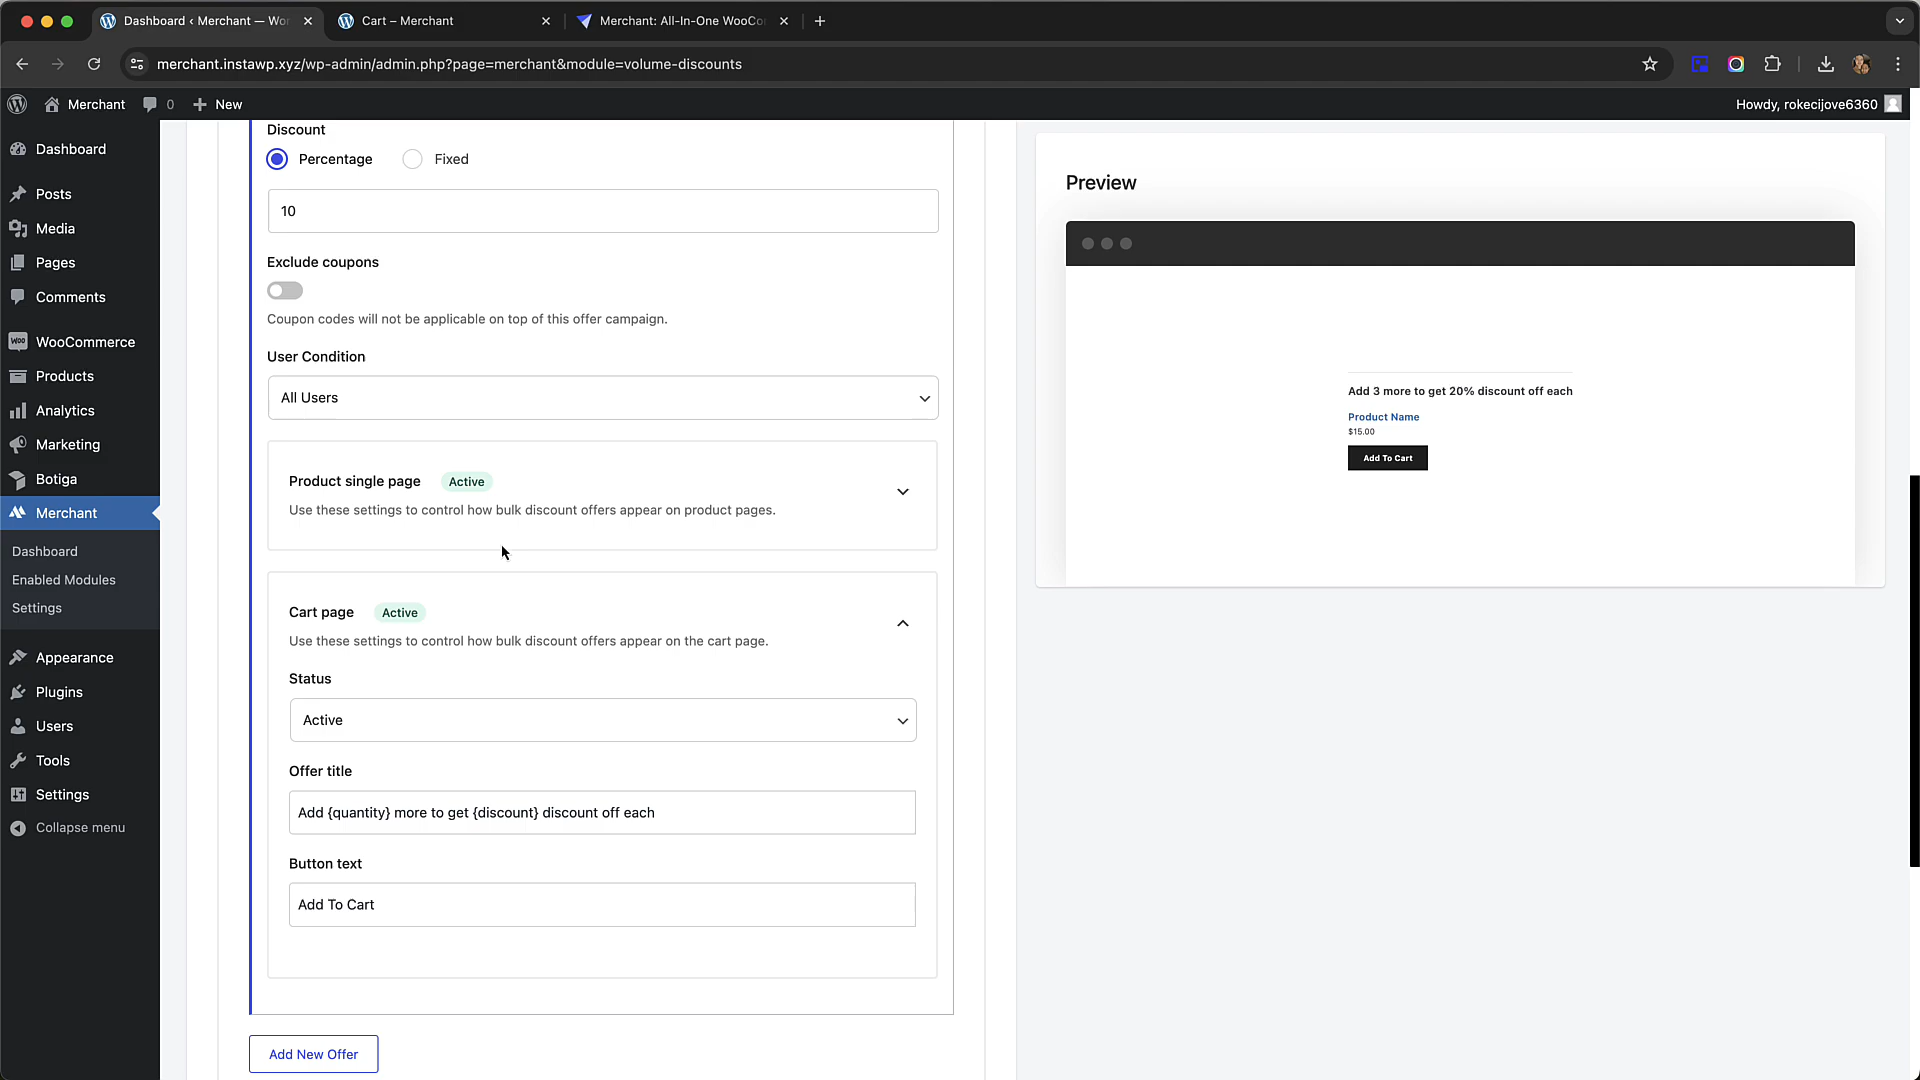 Dashboard ‹ Merchant — Wor
Cart – Merchant
Merchant: All-In-One WooCo
merchant.instawp.xyz/wp-admin/admin.php?page=merchant&module=volume-discounts
Merchant
0
New
Howdy, rokecijove6360
Dashboard
Posts
Media
Pages
Comments
WooCommerce
Products
Analytics
Marketing
Botiga
Merchant
Dashboard
Enabled Modules
Settings
Appearance
Plugins
Users
Tools
Settings
Collapse menu
Discount
Percentage
Fixed
10
Exclude coupons
Coupon codes will not be applicable on top of this offer campaign.
User Condition
All Users
Product single page
Active
Use these settings to control how bulk discount offers appear on product pages.
Cart page
Active
Use these settings to control how bulk discount offers appear on the cart page.
Status
Active
Offer title
Add {quantity} more to get {discount} discount off each
Button text
Add To Cart
Add New Offer
Preview
Add 3 more to get 20% discount off each
Product Name
$15.00
Add To Cart